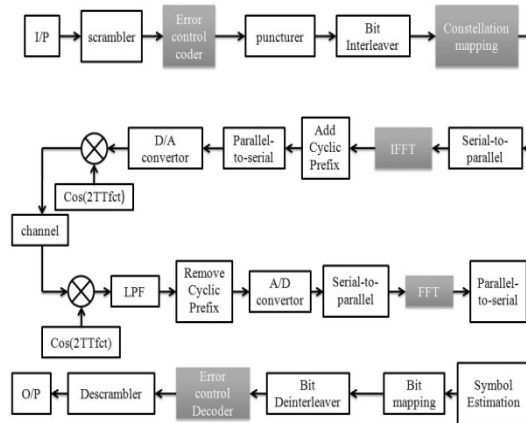 I/P
scrambler
Error
control
coder
puncturer
Bit
Interleaver
Constellation
mapping
D/A
convertor
Parallel-
to-serial
Add
Cyclic
Prefix
IFFT
Serial-to-
parallel
Cos(2TTfct)
channel
LPF
Remove
Cyclic
Prefix
A/D
convertor
Serial-to-
parallel
FFT
Parallel-
to-serial
Cos(2TTfct)
O/P
Descrambler
Error
control
Decoder
Bit
Deinterleaver
Bit
mapping
Symbol
Estimation